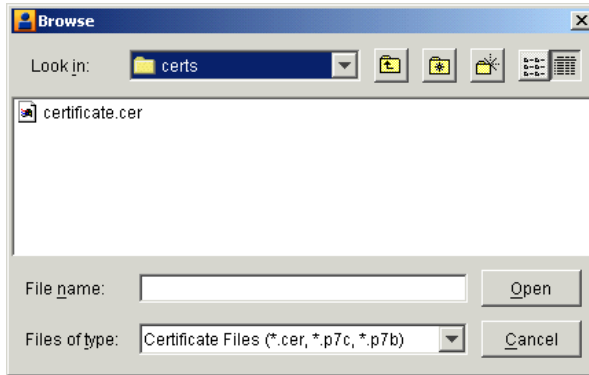 Browse
Look in: certs
certificate.cer
File name: Open
Files of type: Certificate Files (*.cer, *.p7c, *.p7b) Cancel